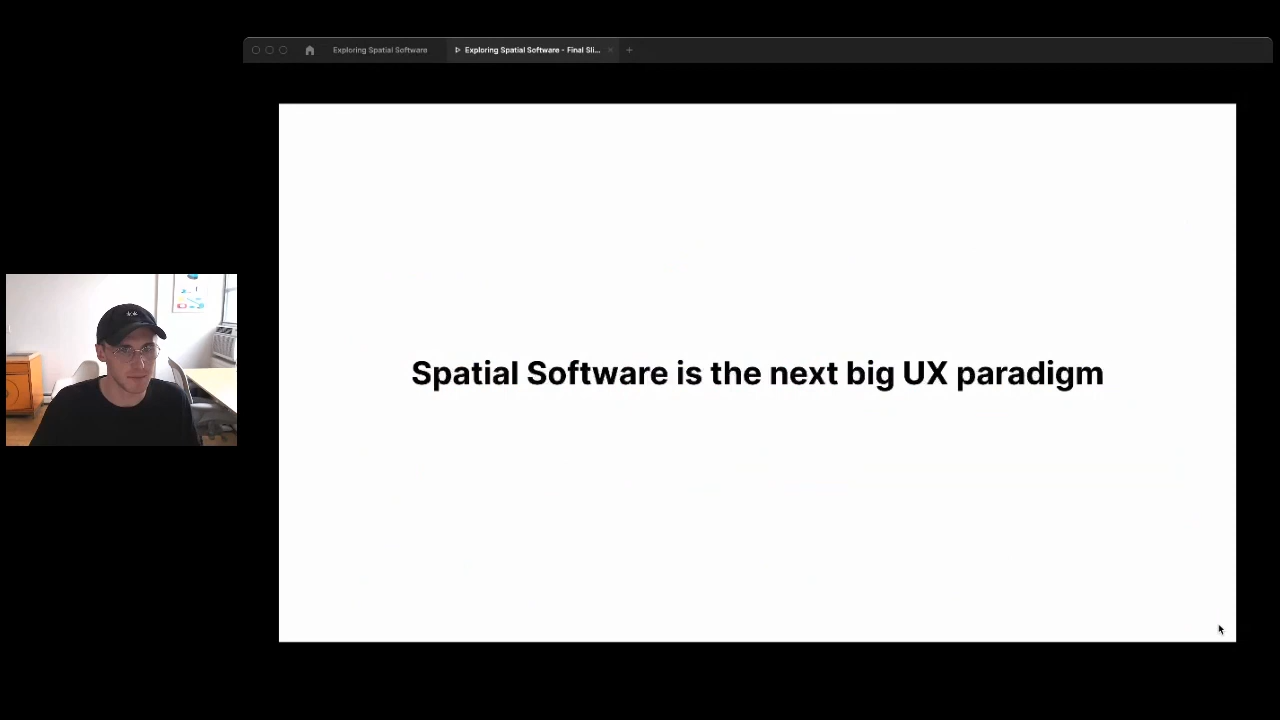 Exploring Spatial Software
Exploring Spatial Software - Final Sli...
Spatial Software is the next big UX paradigm